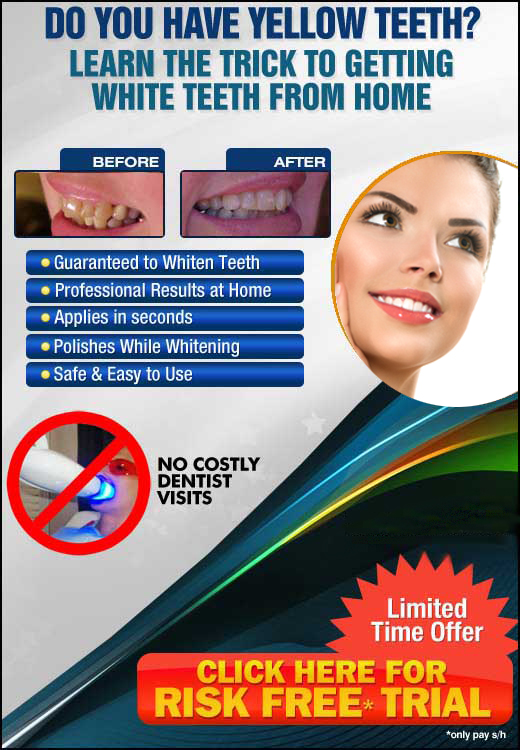 DO YOU HAVE YELLOW TEETH?
LEARN THE TRICK TO GETTING
WHITE TEETH FROM HOME
BEFORE
AFTER
Guaranteed to Whiten Teeth
Professional Results at Home
Applies in seconds
Polishes While Whitening
Safe & Easy to Use
NO COSTLY
DENTIST
VISITS
Limited
Time Offer
CLICK HERE FOR
RISK FREE* TRIAL
*only pay s/h